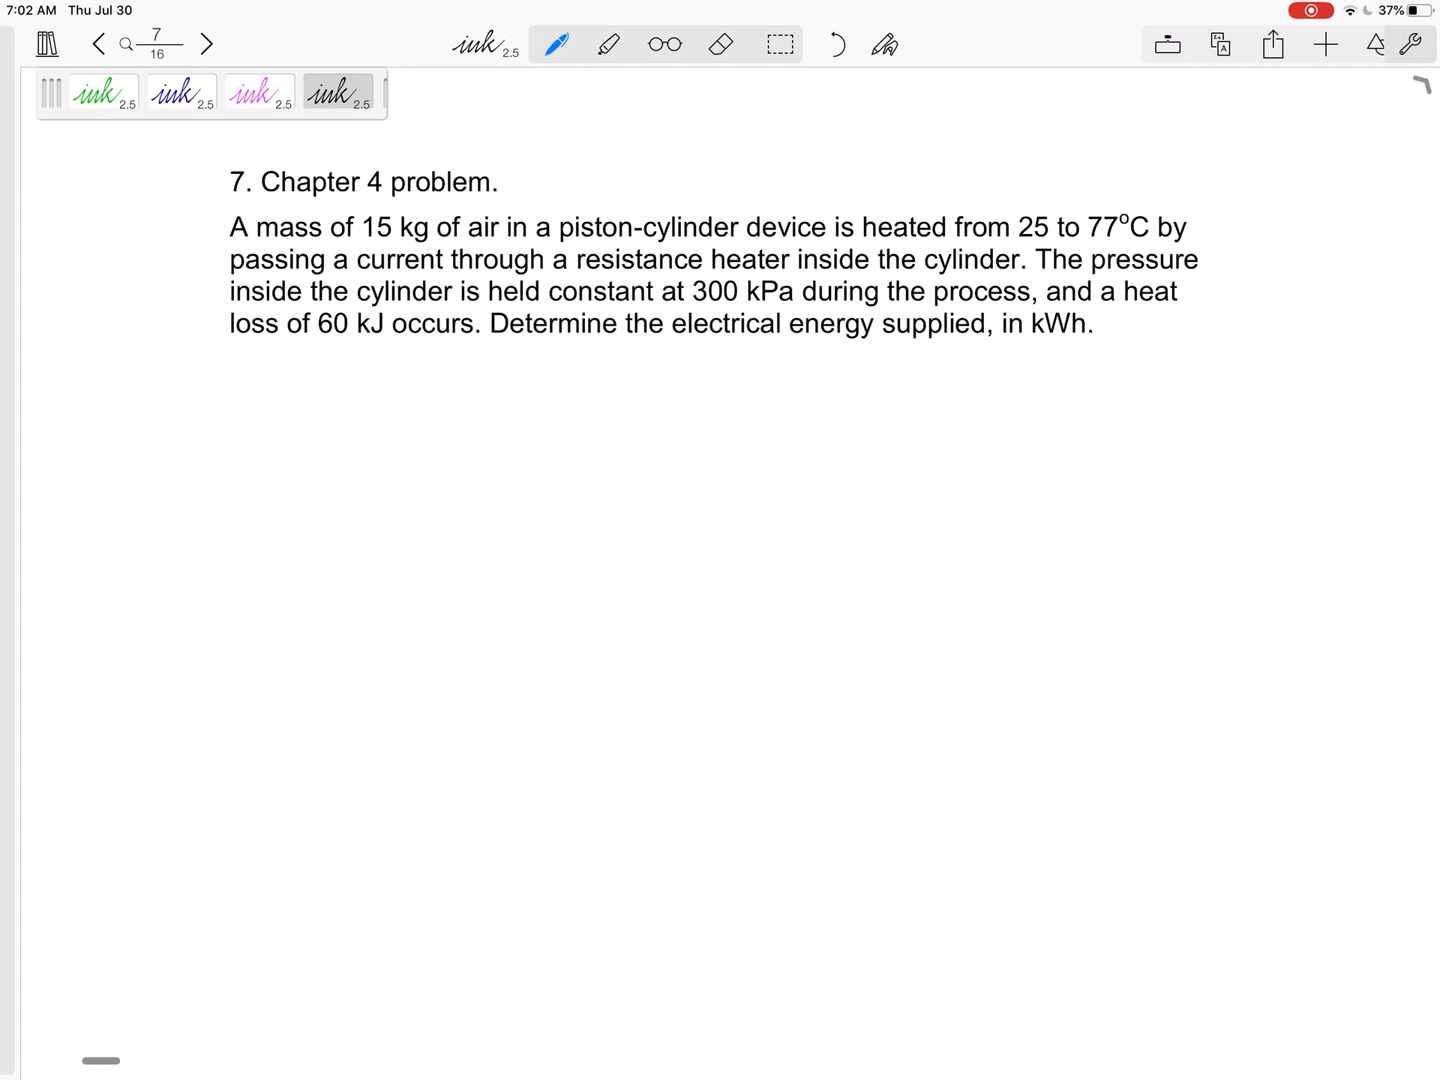 7:02 AM Thu Jul 30
37%
7
16
ink 2.5
ink 2.5
ink 2.5
ink 2.5
ink 2.5
7. Chapter 4 problem.
A mass of 15 kg of air in a piston-cylinder device is heated from 25 to 77°C by
passing a current through a resistance heater inside the cylinder. The pressure
inside the cylinder is held constant at 300 kPa during the process, and a heat
loss of 60 kJ occurs. Determine the electrical energy supplied, in kWh.